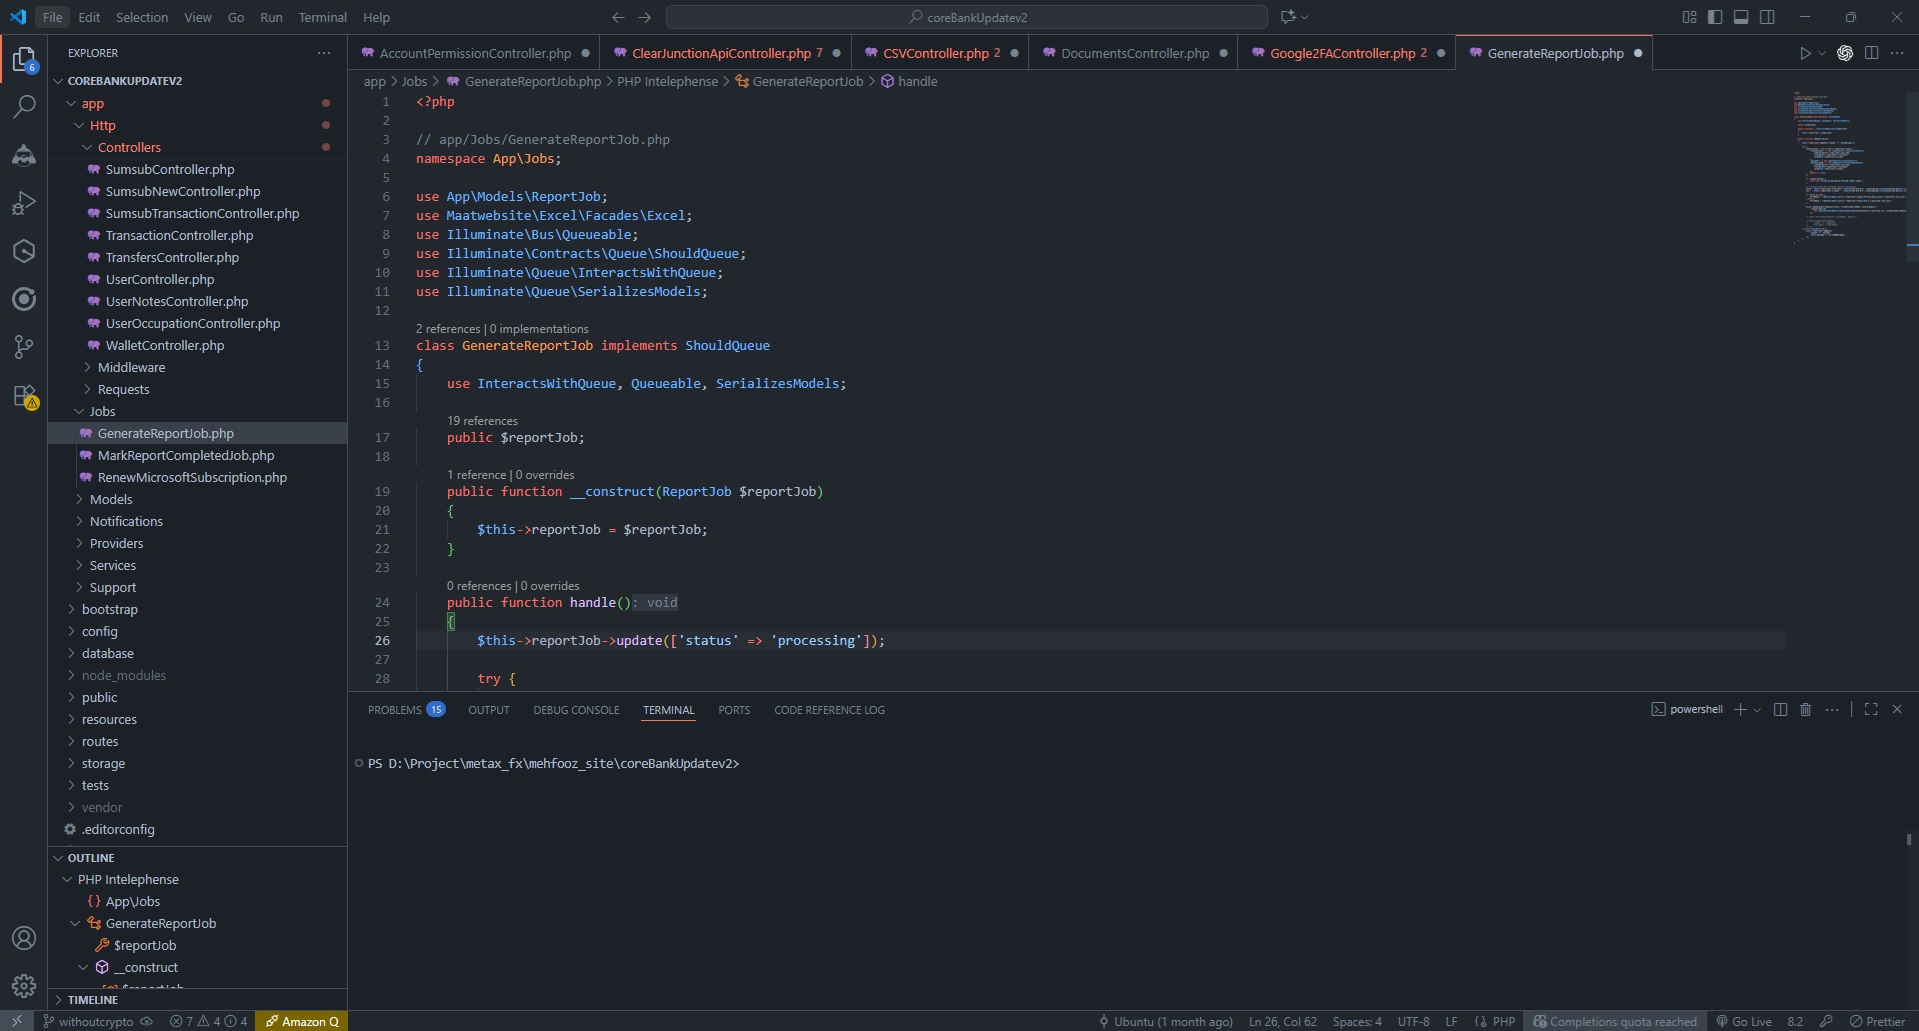 File Edit Selection View Go Run Terminal Help
coreBankUpdatev2
EXPLORER
COREBANKUPDATEV2
app
Http
Controllers
SumsubController.php
SumsubNewController.php
SumsubTransactionController.php
TransactionController.php
TransfersController.php
UserController.php
UserNotesController.php
UserOccupationController.php
WalletController.php
Middleware
Requests
Jobs
GenerateReportJob.php
MarkReportCompletedJob.php
RenewMicrosoftSubscription.php
Models
Notifications
Providers
Services
Support
bootstrap
config
database
node_modules
public
resources
routes
storage
tests
vendor
.editorconfig
OUTLINE
PHP Intelephense
App\Jobs
GenerateReportJob
$reportJob
__construct
$reportJob
TIMELINE
6
AccountPermissionController.php
ClearJunctionApiController.php 7
CSVController.php 2
DocumentsController.php
Google2FAController.php 2
GenerateReportJob.php
app > Jobs > GenerateReportJob.php > PHP Intelephense > GenerateReportJob > handle
1 <?php
2
3 // app/Jobs/GenerateReportJob.php
4 namespace App\Jobs;
5
6 use App\Models\ReportJob;
7 use Maatwebsite\Excel\Facades\Excel;
8 use Illuminate\Bus\Queueable;
9 use Illuminate\Contracts\Queue\ShouldQueue;
10 use Illuminate\Queue\InteractsWithQueue;
11 use Illuminate\Queue\SerializesModels;
12
2 references | 0 implementations
13 class GenerateReportJob implements ShouldQueue
14 {
15 use InteractsWithQueue, Queueable, SerializesModels;
16
19 references
17 public $reportJob;
18
1 reference | 0 overrides
19 public function __construct(ReportJob $reportJob)
20 {
21 $this->reportJob = $reportJob;
22 }
23
0 references | 0 overrides
24 public function handle(): void
25 {
26 $this->reportJob->update(['status' => 'processing']);
27
28 try {
PROBLEMS 15 OUTPUT DEBUG CONSOLE TERMINAL PORTS CODE REFERENCE LOG
powershell
PS D:\Project\metax_fx\mehfooz_site\coreBankUpdatev2>
withoutcrypto 7 4 4 Amazon Q
Ubuntu (1 month ago) Ln 26, Col 62 Spaces: 4 UTF-8 LF PHP Completions quota reached Go Live 8.2 Prettier